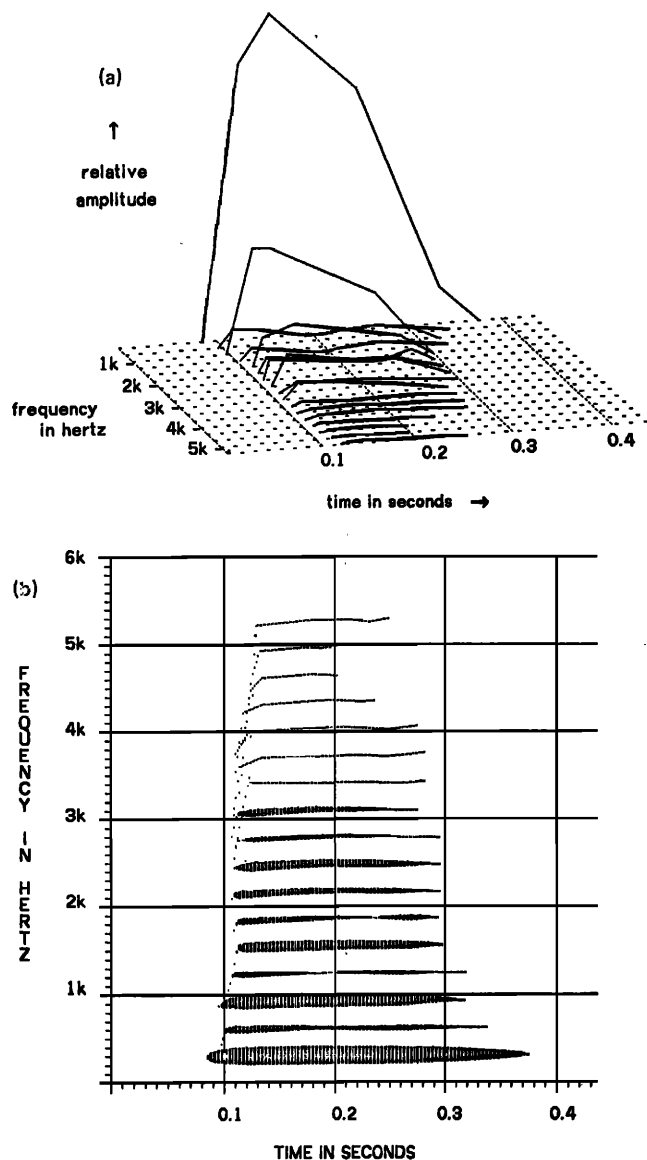 (a)
↑
relative
amplitude
1k
2k
3k
4k
5k
frequency
in hertz
0.1
0.2
0.3
0.4
time in seconds →
(b)
6k
5k
4k
3k
2k
1k
FREQUENCY IN HERTZ
0.1
0.2
0.3
0.4
TIME IN SECONDS